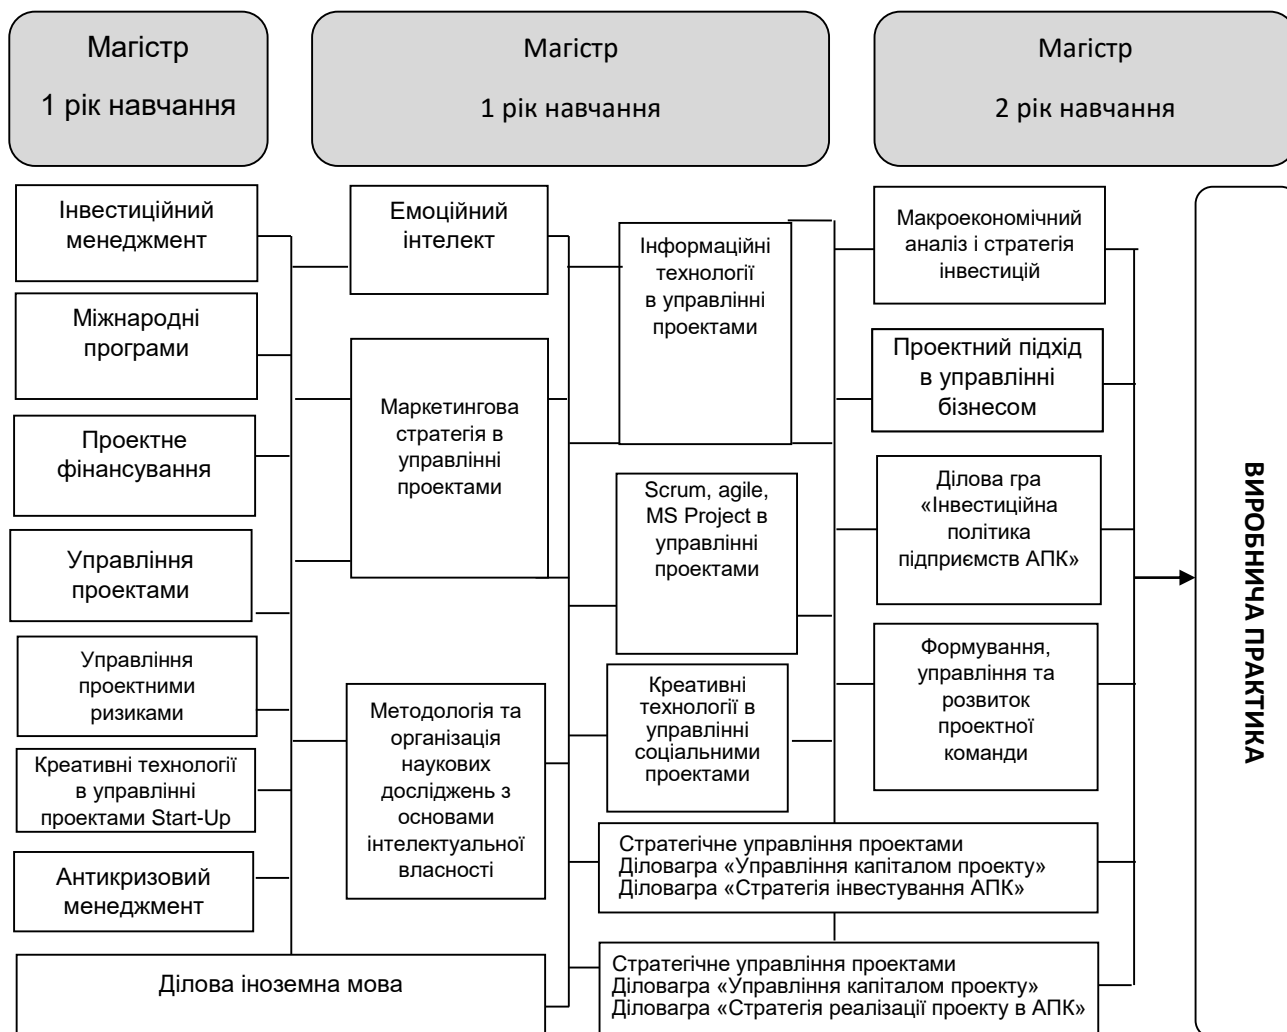 Магістр
1 рік навчання
Магістр
1 рік навчання
Магістр
2 рік навчання
Інвестиційний
менеджмент
Міжнародні
програми
Проектне
фінансування
Управління
проектами
Управління
проектними
ризиками
Креативні технології
в управлінні
проектами Start-Up
Антикризовий
менеджмент
Ділова іноземна мова
Емоційний
інтелект
Маркетингова
стратегія в
управлінні
проектами
Методологія та
організація
наукових
досліджень з
основами
інтелектуальної
власності
Інформаційні
технології
в управлінні
проектами
Scrum, agile,
MS Project в
управлінні
проектами
Креативні
технології в
управлінні
соціальними
проектами
Стратегічне управління проектами
Діловагра «Управління капіталом проекту»
Діловагра «Стратегія інвестування АПК»
Стратегічне управління проектами
Діловагра «Управління капіталом проекту»
Діловагра «Стратегія реалізації проекту в АПК»
Макроекономічний
аналіз і стратегія
інвестицій
Проектний підхід
в управлінні
бізнесом
Ділова гра
«Інвестиційна
політика
підприємств АПК»
Формування,
управління та
розвиток
проектної
команди
ВИРОБНИЧА ПРАКТИКА